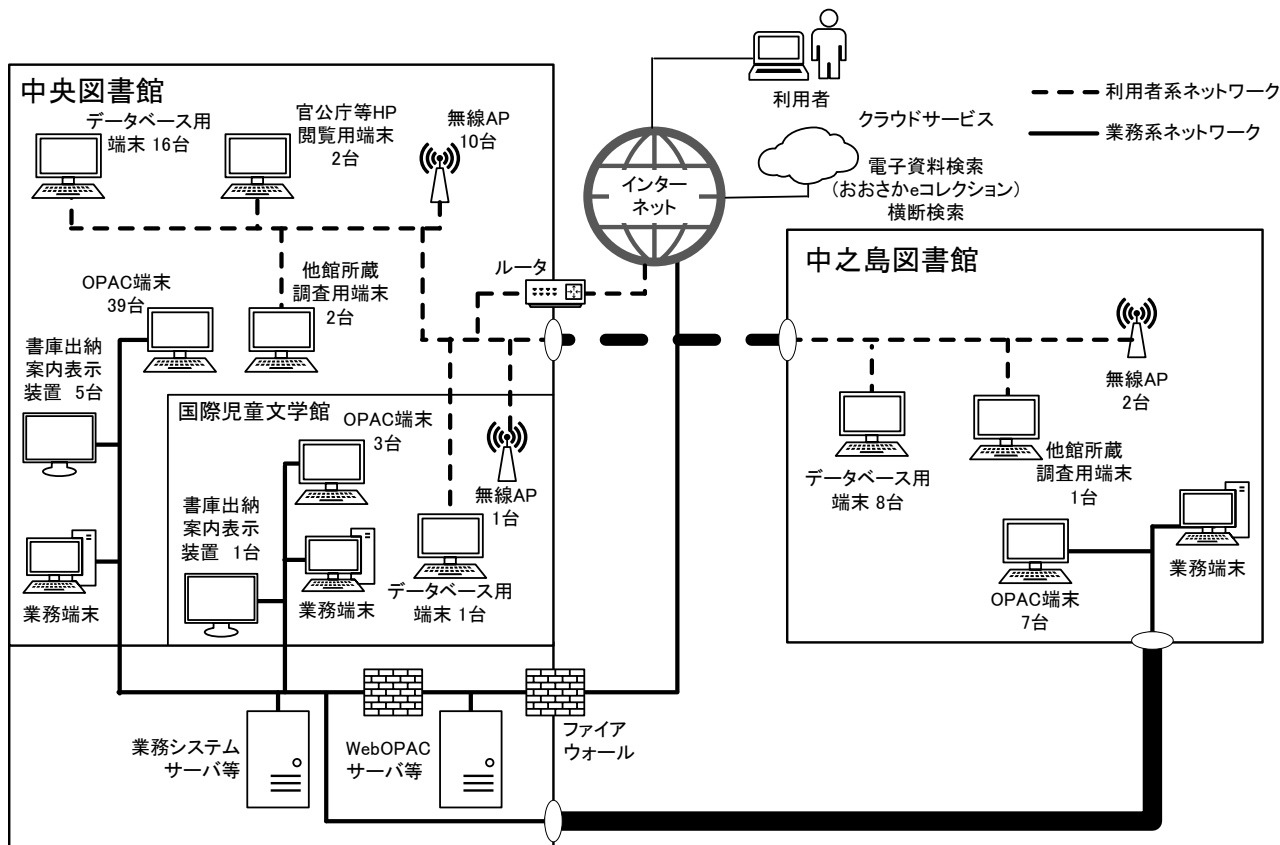 利用者
利用者系ネットワーク
業務系ネットワーク
クラウドサービス
電子資料検索
(おおさかeコレクション)
横断検索
インター
ネット
中央図書館
データベース用
端末 16台
官公庁等HP
閲覧用端末
2台
無線AP
10台
ルータ
OPAC端末
39台
他館所蔵
調査用端末
2台
書庫出納
案内表示
装置 5台
業務端末
国際児童文学館
OPAC端末
3台
無線AP
1台
書庫出納
案内表示
装置 1台
業務端末
データベース用
端末 1台
業務システム
サーバ等
WebOPAC
サーバ等
ファイア
ウォール
中之島図書館
無線AP
2台
データベース用
端末 8台
他館所蔵
調査用端末
1台
OPAC端末
7台
業務端末